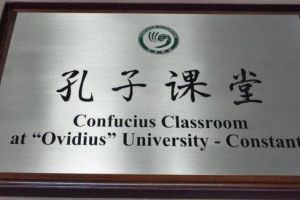 孔子课堂
Confucius Classroom
at “Ovidius” University - Constant